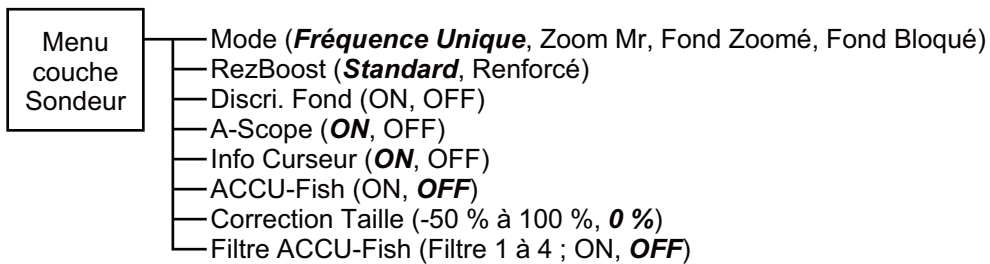 Menu
couche
Sondeur
Mode (Fréquence Unique, Zoom Mr, Fond Zoomé, Fond Bloqué)
RezBoost (Standard, Renforcé)
Discri. Fond (ON, OFF)
A-Scope (ON, OFF)
Info Curseur (ON, OFF)
ACCU-Fish (ON, OFF)
Correction Taille (-50 % à 100 %, 0 %)
Filtre ACCU-Fish (Filtre 1 à 4 ; ON, OFF)